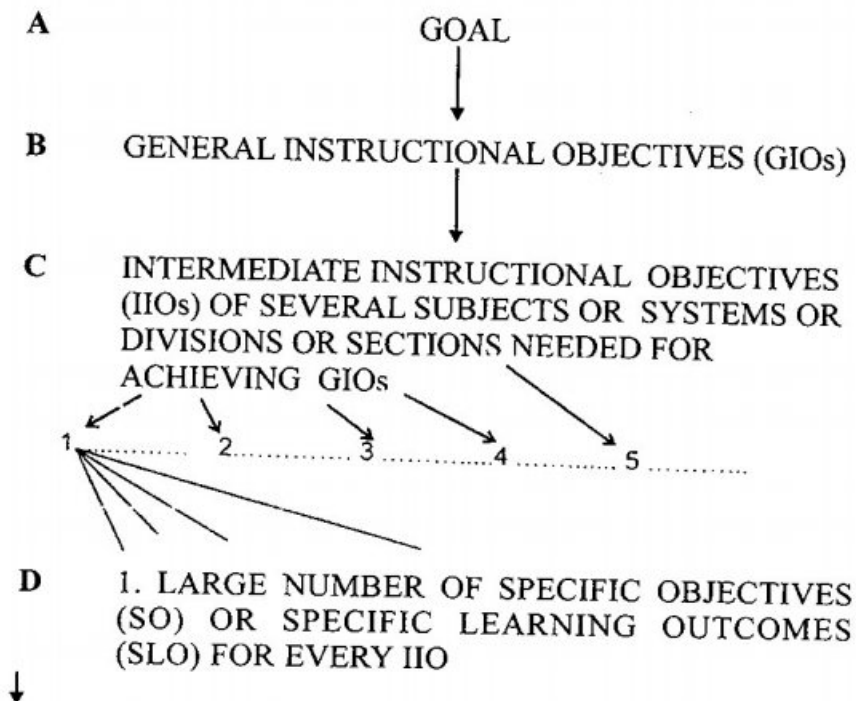 A GOAL
B GENERAL INSTRUCTIONAL OBJECTIVES (GIOs)
C INTERMEDIATE INSTRUCTIONAL OBJECTIVES
(IIOs) OF SEVERAL SUBJECTS OR SYSTEMS OR
DIVISIONS OR SECTIONS NEEDED FOR
ACHIEVING GIOs
1 2 3 4 5
D 1. LARGE NUMBER OF SPECIFIC OBJECTIVES
(SO) OR SPECIFIC LEARNING OUTCOMES
(SLO) FOR EVERY IIO